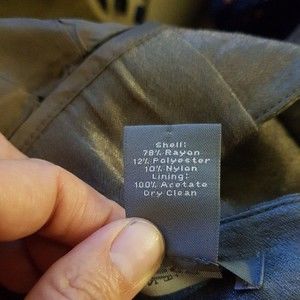 Shell:
78% Rayon
12% Polyester
10% Nylon
Lining:
100% Acetate
Dry Clean